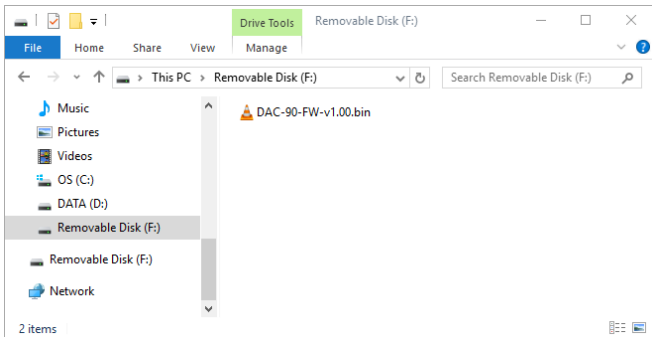 Drive Tools Removable Disk (F:)
File Home Share View Manage
This PC Removable Disk (F:) Search Removable Disk (F:)
Music
Pictures
Videos
OS (C:)
DATA (D:)
Removable Disk (F:)
Removable Disk (F:)
Network
DAC-90-FW-v1.00.bin
2 items